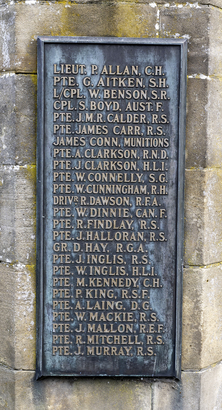 LIEUT. P. ALLAN, C.H.
PTE. G. AITKEN, S.H.
L/CPL. W. BENSON, S.R.
CPL. S. BOYD, AUST. F.
PTE. J. M. R. CALDER, R.S.
PTE. JAMES CARR, R.S.
JAMES CONN, MUNITIONS
PTE. A. CLARKSON, R.N.D.
PTE. J. CLARKSON, H.L.I.
PTE. W. CONNELLY, S.G.
PTE. W. CUNNINGHAM, R.H.
DRIVR. R. DAWSON, R.F.A.
PTE. W. DINNIE, CAN. F.
PTE. R. FINDLAY, R.S.
PTE. J. HALLORAN, R.S.
GR. D. HAY, R.G.A.
PTE. J. INGLIS, R.S.
PTE. W. INGLIS, H.L.I.
PTE. M. KENNEDY, C.H.
PTE. P. KING, R.S.F.
PTE. A. LAING, D.G.
PTE. W. MACKIE, R.S.
PTE. J. MALLON, R.E.F.
PTE. R. MITCHELL, R.S.
PTE. J. MURRAY, R.S.